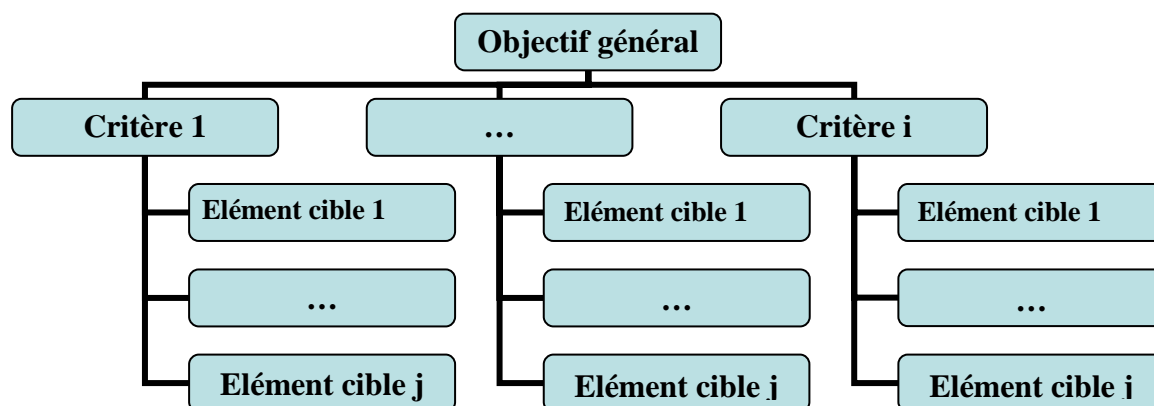 Objectif général
Critère 1
...
Critère i
Elément cible 1
Elément cible 1
Elément cible 1
...
...
...
Elément cible j
Elément cible j
Elément cible j